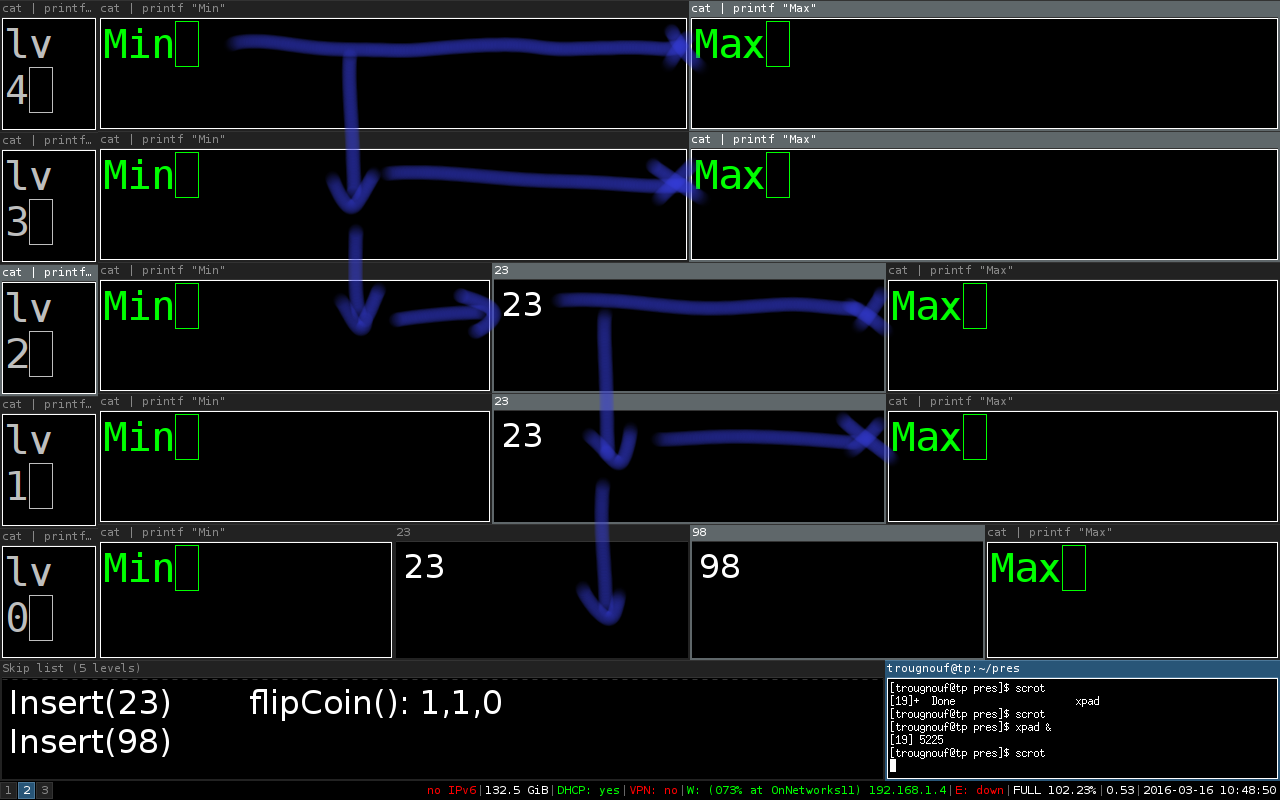 cat | printf… cat | printf "Min" cat | printf "Max"
lv Min Max
4
cat | printf… cat | printf "Min" cat | printf "Max"
lv Min Max
3
cat | printf… cat | printf "Min" 23 cat | printf "Max"
lv Min 23 Max
2
cat | printf… cat | printf "Min" 23 cat | printf "Max"
lv Min 23 Max
1
cat | printf… cat | printf "Min" 23 98 cat | printf "Max"
lv Min 23 98 Max
0
Skip list (5 levels) trougnouf@tp:~/pres
Insert(23) flipCoin(): 1,1,0
Insert(98)
[trougnouf@tp pres]$ scrot
[19]+ Done xpad
[trougnouf@tp pres]$ scrot
[trougnouf@tp pres]$ xpad &
[19] 5225
[trougnouf@tp pres]$ scrot
1 2 3 no IPv6|132.5 GiB|DHCP: yes|VPN: no|W: (073% at OnNetworks11) 192.168.1.4|E: down|FULL 102.23%|0.53|2016-03-16 10:48:50